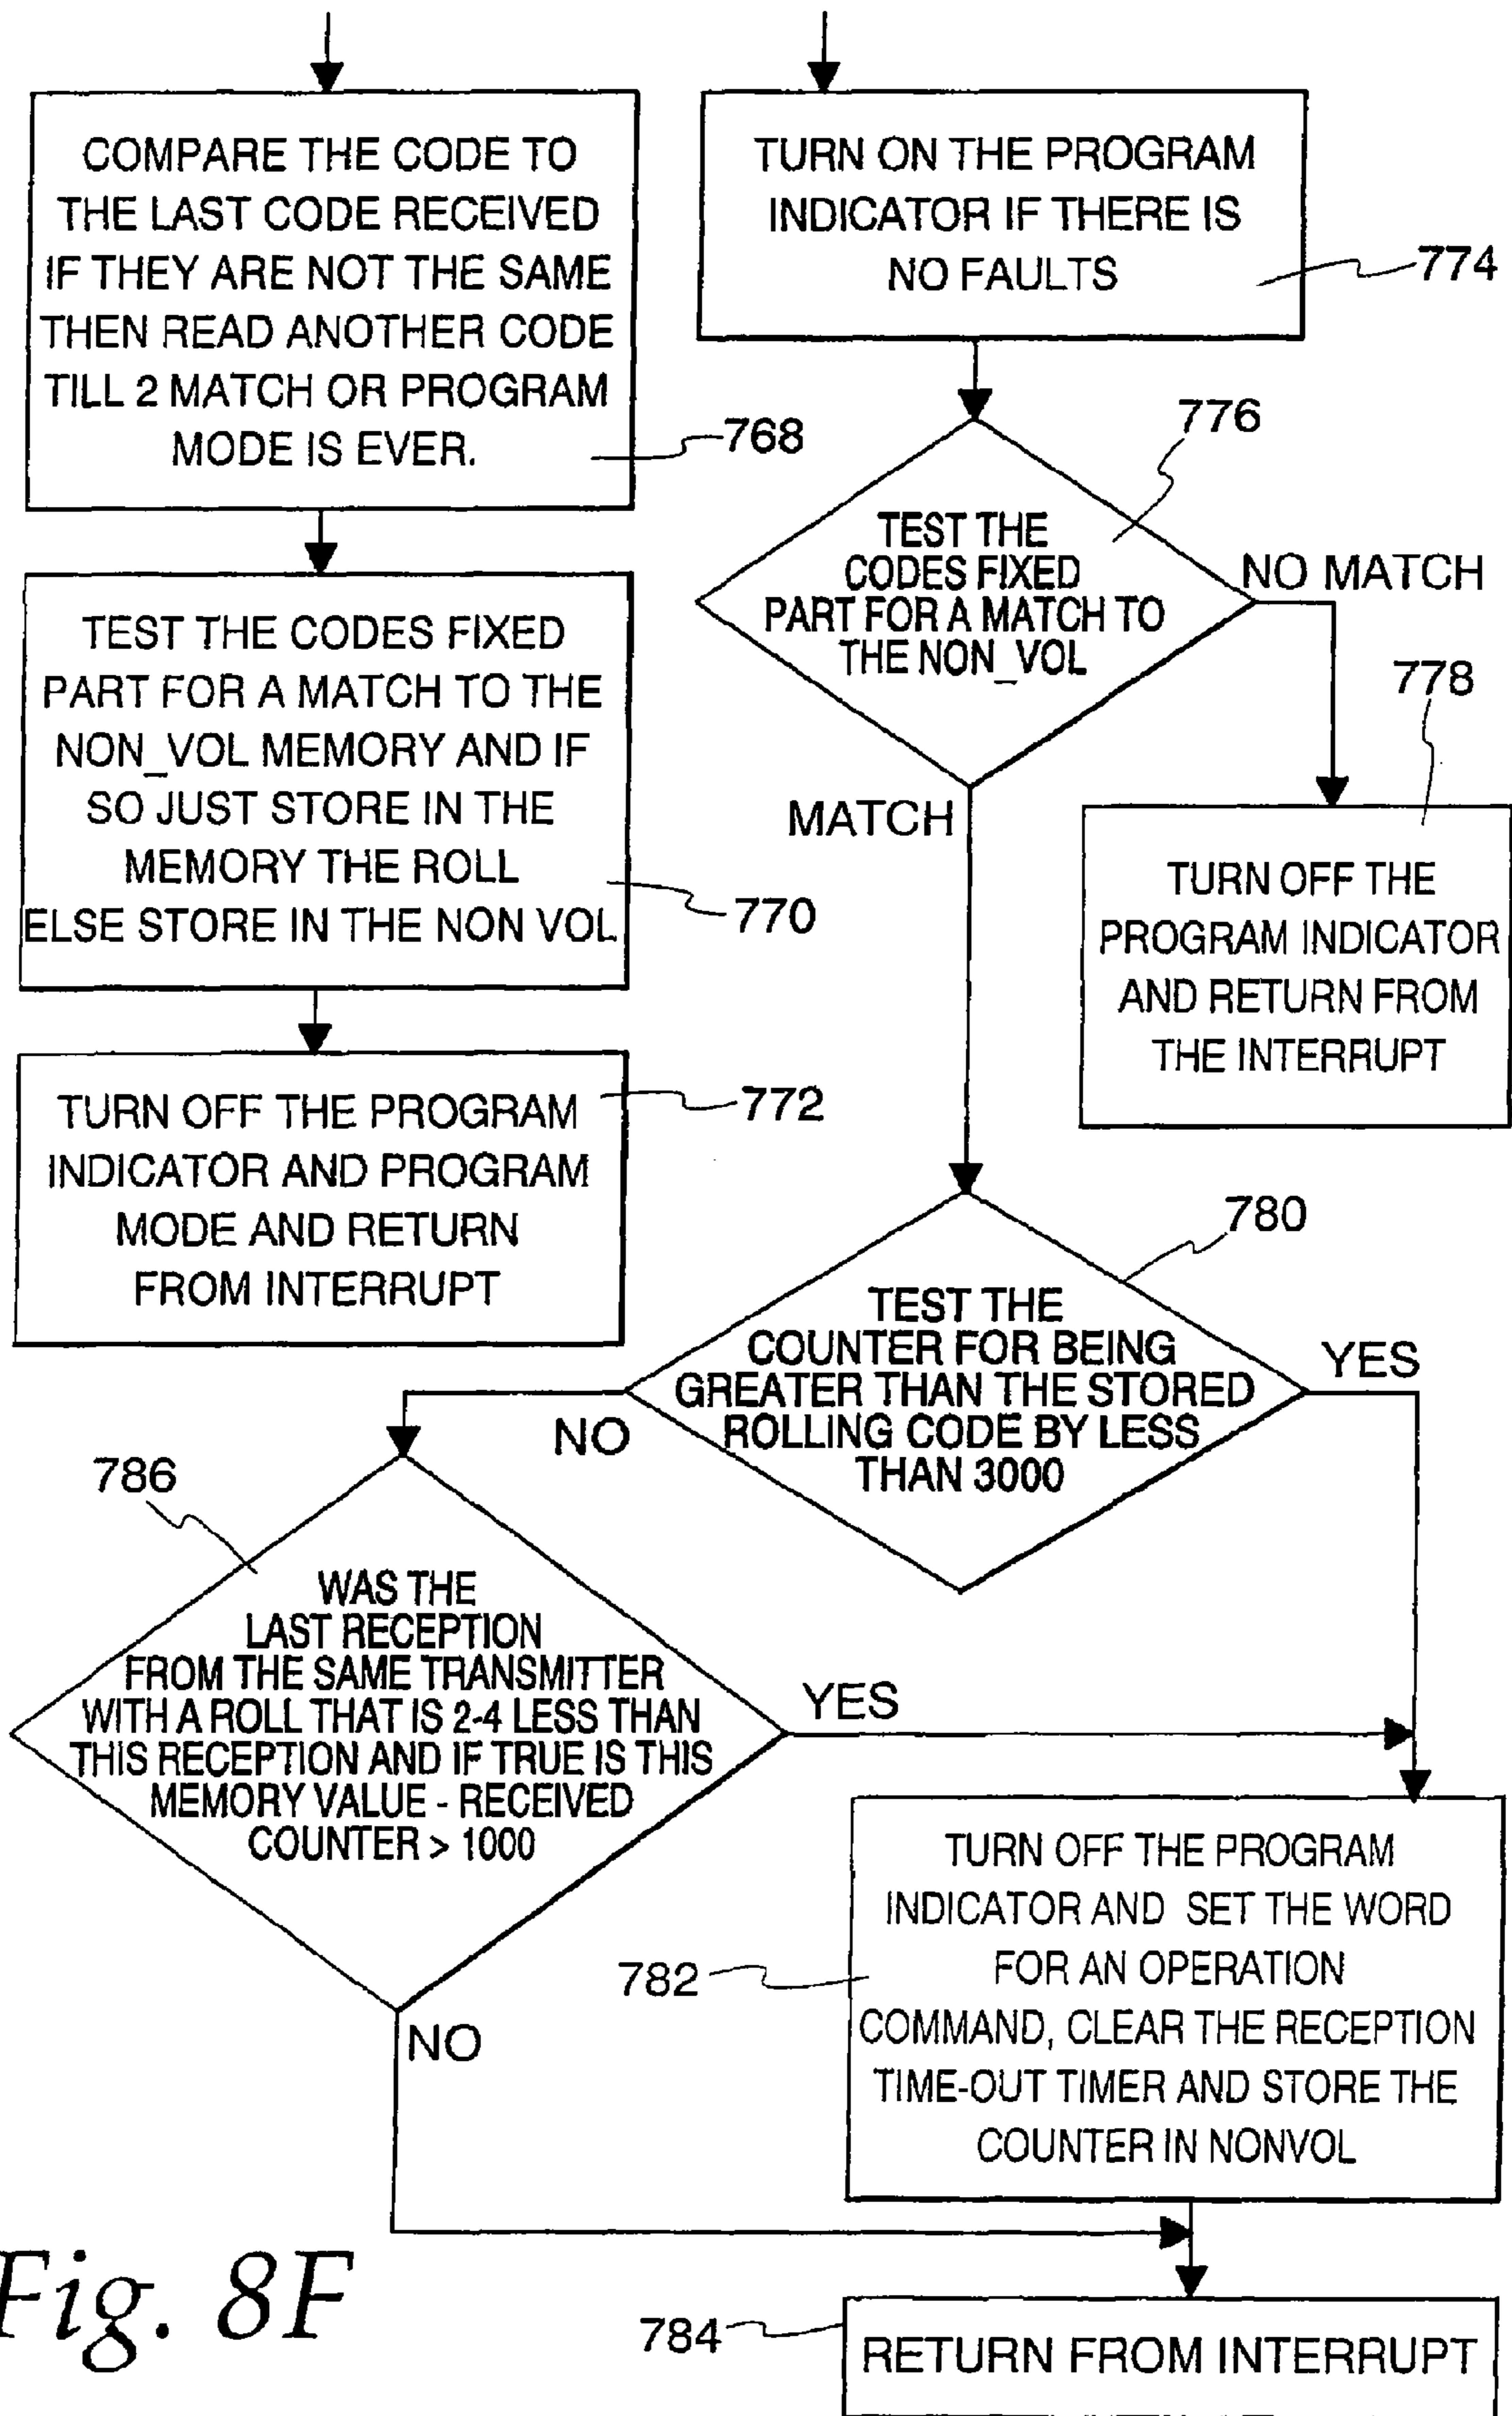 COMPARE THE CODE TO
THE LAST CODE RECEIVED
IF THEY ARE NOT THE SAME
THEN READ ANOTHER CODE
TILL 2 MATCH OR PROGRAM
MODE IS EVER.
768
TEST THE CODES FIXED
PART FOR A MATCH TO THE
NON_VOL MEMORY AND IF
SO JUST STORE IN THE
MEMORY THE ROLL
ELSE STORE IN THE NON VOL
770
TURN OFF THE PROGRAM
INDICATOR AND PROGRAM
MODE AND RETURN
FROM INTERRUPT
772
TURN ON THE PROGRAM
INDICATOR IF THERE IS
NO FAULTS
774
776
TEST THE
CODES FIXED
PART FOR A MATCH TO
THE NON_VOL
NO MATCH
MATCH
778
TURN OFF THE
PROGRAM INDICATOR
AND RETURN FROM
THE INTERRUPT
780
TEST THE
COUNTER FOR BEING
GREATER THAN THE STORED
ROLLING CODE BY LESS
THAN 3000
YES
NO
786
WAS THE
LAST RECEPTION
FROM THE SAME TRANSMITTER
WITH A ROLL THAT IS 2-4 LESS THAN
THIS RECEPTION AND IF TRUE IS THIS
MEMORY VALUE - RECEIVED
COUNTER > 1000
YES
NO
782
TURN OFF THE PROGRAM
INDICATOR AND SET THE WORD
FOR AN OPERATION
COMMAND, CLEAR THE RECEPTION
TIME-OUT TIMER AND STORE THE
COUNTER IN NONVOL
784
RETURN FROM INTERRUPT
Fig. 8F